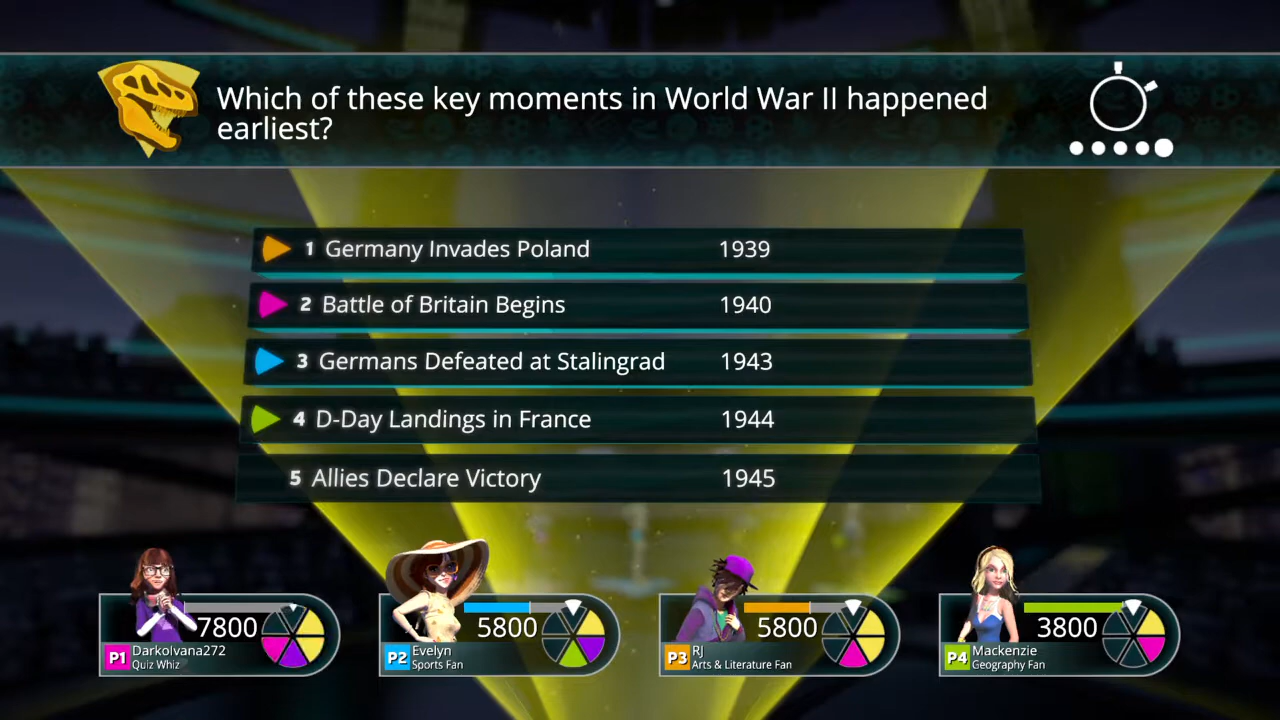 Which of these key moments in World War II happened
earliest?
1 Germany Invades Poland 1939
2 Battle of Britain Begins 1940
3 Germans Defeated at Stalingrad 1943
4 D-Day Landings in France 1944
5 Allies Declare Victory 1945
7800
P1 DarkoIvana272
Quiz Whiz
5800
P2 Evelyn
Sports Fan
5800
P3 RJ
Arts & Literature Fan
3800
P4 Mackenzie
Geography Fan